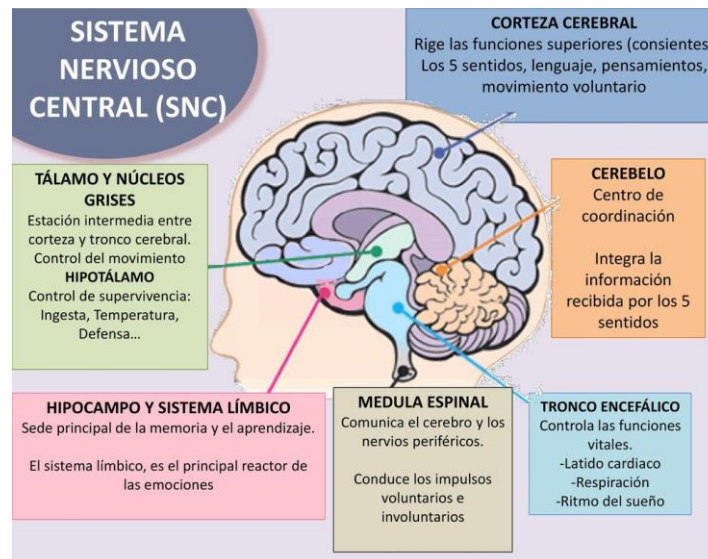 SISTEMA
NERVIOSO
CENTRAL (SNC)
CORTEZA CEREBRAL
Rige las funciones superiores (consientes
Los 5 sentidos, lenguaje, pensamientos,
movimiento voluntario
TÁLAMO Y NÚCLEOS
GRISES
Estación intermedia entre
corteza y tronco cerebral.
Control del movimiento
HIPOTÁLAMO
Control de supervivencia:
Ingesta, Temperatura,
Defensa...
CEREBELO
Centro de
coordinación
Integra la
información
recibida por los 5
sentidos
HIPOCAMPO Y SISTEMA LÍMBICO
Sede principal de la memoria y el aprendizaje.
El sistema límbico, es el principal reactor de
las emociones
MEDULA ESPINAL
Comunica el cerebro y los
nervios periféricos.
Conduce los impulsos
voluntarios e
involuntarios
TRONCO ENCEFÁLICO
Controla las funciones
vitales.
-Latido cardiaco
-Respiración
-Ritmo del sueño